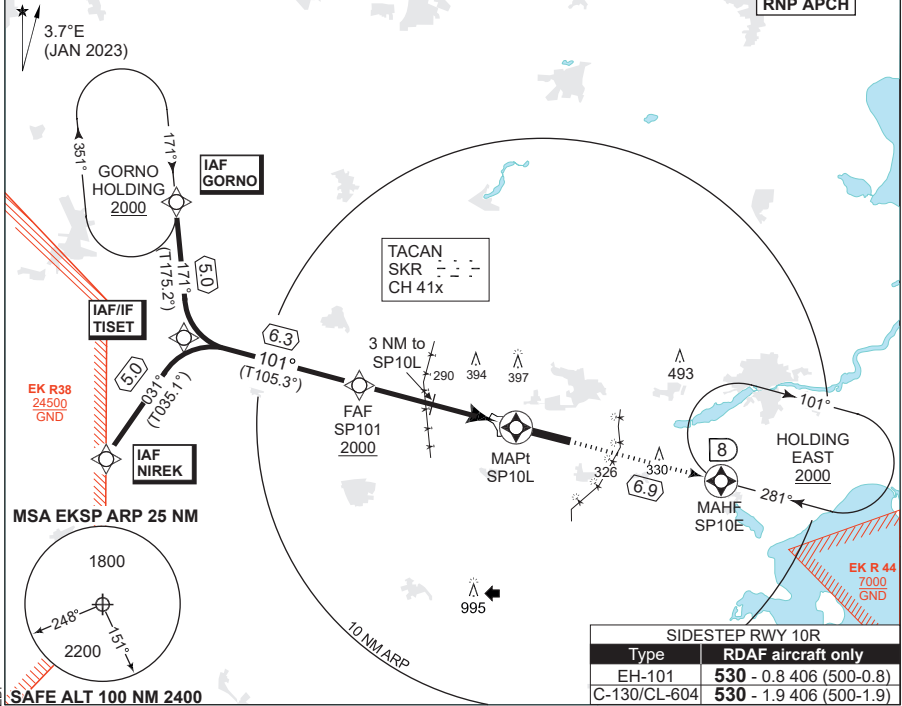 RNP APCH
3.7°E
(JAN 2023)
351°
171°
GORNO
HOLDING
2000
IAF
GORNO
171°
(T175.2°)
5.0
IAF/IF
TISET
5.0
031°
(T035.1°)
IAF
NIREK
EK R38
24500
GND
6.3
101°
(T105.3°)
TACAN
SKR
CH 41x
3 NM to
SP10L
290
394
397
493
FAF
SP101
2000
MAPt
SP10L
326
330
6.9
8
MAHF
SP10E
101°
HOLDING
EAST
2000
281°
EK R 44
7000
GND
995
10 NM ARP
MSA EKSP ARP 25 NM
1800
248°
151°
2200
SAFE ALT 100 NM 2400
SIDESTEP RWY 10R
Type RDAF aircraft only
EH-101 530 - 0.8 406 (500-0.8)
C-130/CL-604 530 - 1.9 406 (500-1.9)